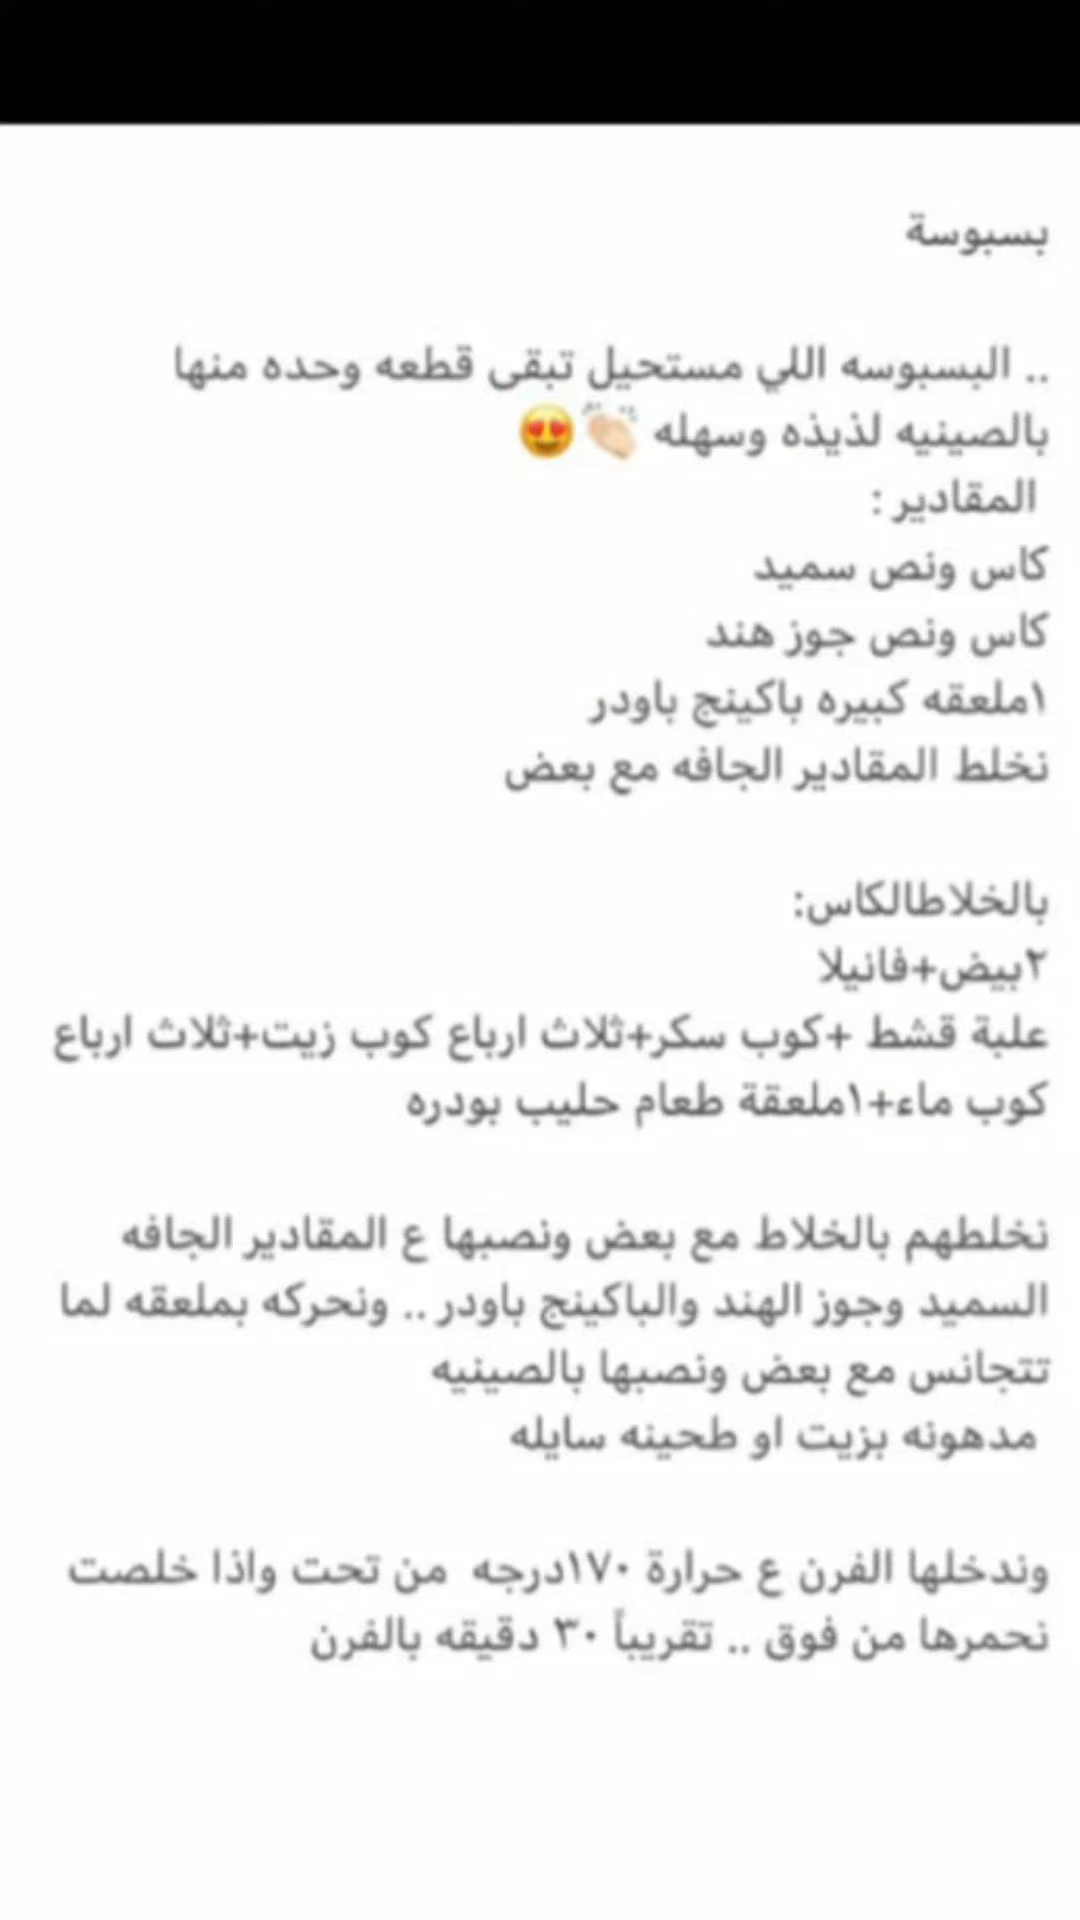 بسبوسة
.. البسبوسه اللي مستحيل تبقى قطعه وحده منها
بالصينيه لذيذه وسهله 👏🏻😍
المقادير :
كاس ونص سميد
كاس ونص جوز هند
١ملعقه كبيره باكينج باودر
نخلط المقادير الجافه مع بعض
بالخلاطالكاس:
٢بيض+فانيلا
علبة قشط +كوب سكر+ثلاث ارباع كوب زيت+ثلاث ارباع
كوب ماء+١ملعقة طعام حليب بودره
نخلطهم بالخلاط مع بعض ونصبها ع المقادير الجافه
السميد وجوز الهند والباكينج باودر .. ونحركه بملعقه لما
تتجانس مع بعض ونصبها بالصينيه
مدهونه بزيت او طحينه سايله
وندخلها الفرن ع حرارة ١٧٠درجه من تحت واذا خلصت
نحمرها من فوق .. تقريباً ٣٠ دقيقه بالفرن